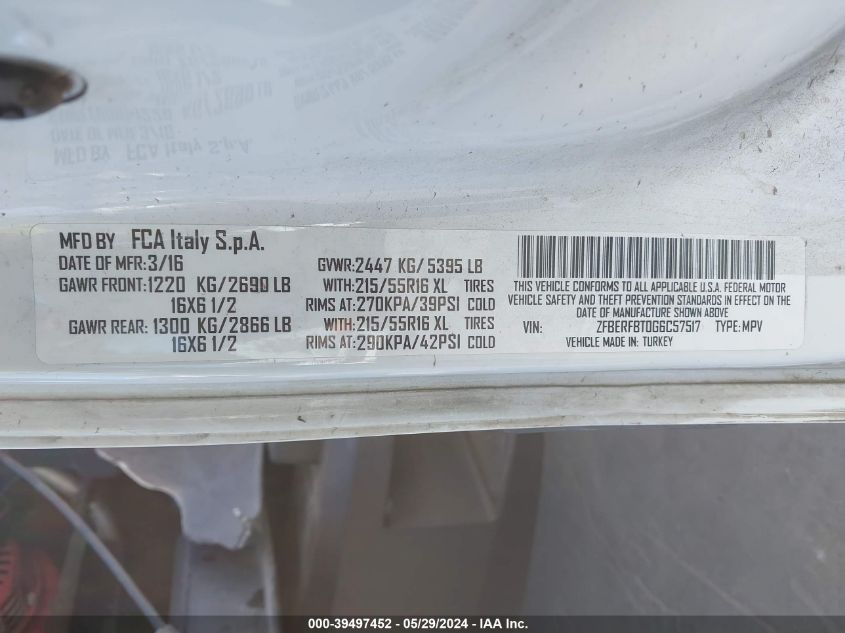 MFD BY FCA Italy S.p.A.
DATE OF MFR:3/16
GAWR FRONT:1220 KG/2690 LB
16X6 1/2
GAWR REAR:1300 KG/2866 LB
16X6 1/2
GVWR:2447 KG/5395 LB
WITH:215/55R16 XL TIRES
RIMS AT:270KPA/39PSI COLD
WITH:215/55R16 XL TIRES
RIMS AT:290KPA/42PSI COLD
THIS VEHICLE CONFORMS TO ALL APPLICABLE U.S.A. FEDERAL MOTOR
VEHICLE SAFETY AND THEFT PREVENTION STANDARDS IN EFFECT ON THE
DATE OF MANUFACTURE SHOWN ABOVE
VIN: ZFBERFBT0G6C57517 TYPE:MPV
VEHICLE MADE IN: TURKEY
000-39497452 - 05/29/2024 - IAA Inc.